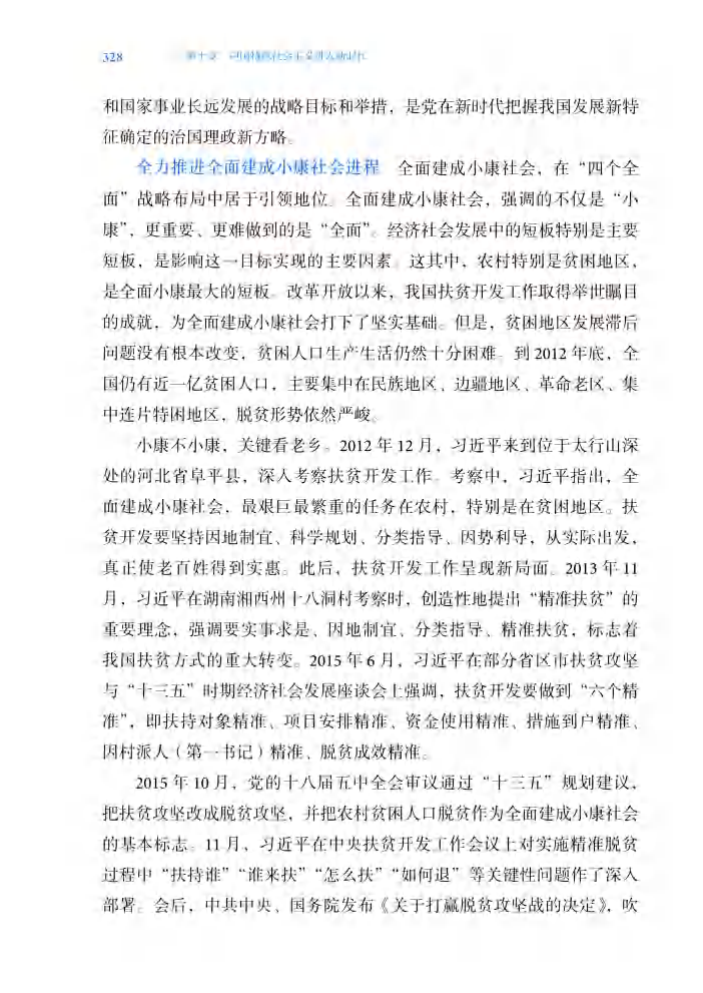 328
第十章 中国特色社会主义进入新时代
和国家事业长远发展的战略目标和举措，是党在新时代把握我国发展新特
征确定的治国理政新方略。
全力推进全面建成小康社会进程 全面建成小康社会，在“四个全
面”战略布局中居于引领地位。全面建成小康社会，强调的不仅是“小
康”，更重要、更难做到的是“全面”。经济社会发展中的短板特别是主要
短板，是影响这一目标实现的主要因素。这其中，农村特别是贫困地区，
是全面小康最大的短板。改革开放以来，我国扶贫开发工作取得举世瞩目
的成就，为全面建成小康社会打下了坚实基础。但是，贫困地区发展滞后
问题没有根本改变，贫困人口生产生活仍然十分困难。到2012年底，全
国仍有近一亿贫困人口，主要集中在民族地区、边疆地区、革命老区、集
中连片特困地区，脱贫形势依然严峻。
小康不小康，关键看老乡。2012年12月，习近平来到位于太行山深
处的河北省阜平县，深入考察扶贫开发工作。考察中，习近平指出，全
面建成小康社会，最艰巨最繁重的任务在农村，特别是在贫困地区。扶
贫开发要坚持因地制宜、科学规划、分类指导、因势利导，从实际出发，
真正使老百姓得到实惠。此后，扶贫开发工作呈现新局面。2013年11
月，习近平在湖南湘西州十八洞村考察时，创造性地提出“精准扶贫”的
重要理念，强调要实事求是、因地制宜、分类指导、精准扶贫，标志着
我国扶贫方式的重大转变。2015年6月，习近平在部分省区市扶贫攻坚
与“十三五”时期经济社会发展座谈会上强调，扶贫开发要做到“六个精
准”，即扶持对象精准、项目安排精准、资金使用精准、措施到户精准、
因村派人（第一书记）精准、脱贫成效精准。
2015年10月，党的十八届五中全会审议通过“十三五”规划建议，
把扶贫攻坚改成脱贫攻坚，并把农村贫困人口脱贫作为全面建成小康社会
的基本标志。11月，习近平在中央扶贫开发工作会议上对实施精准脱贫
过程中“扶持谁”“谁来扶”“怎么扶”“如何退”等关键性问题作了深入
部署。会后，中共中央、国务院发布《关于打赢脱贫攻坚战的决定》，吹